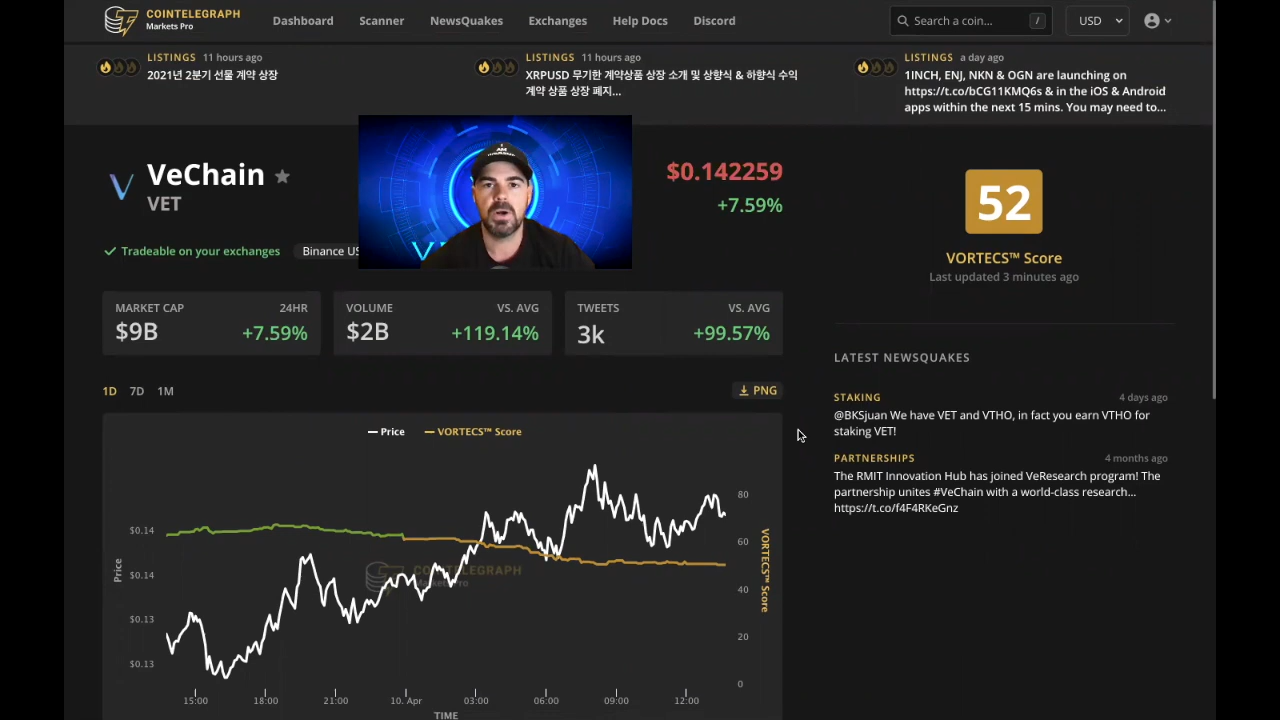 COINTELEGRAPH
Markets Pro
Dashboard
Scanner
NewsQuakes
Exchanges
Help Docs
Discord
Search a coin...
/
USD
LISTINGS 11 hours ago
2021년 2분기 선물 계약 상장
LISTINGS 11 hours ago
XRPUSD 무기한 계약상품 상장 소개 및 상향식 & 하향식 수익
계약 상품 상장 폐지...
LISTINGS a day ago
1INCH, ENJ, NKN & OGN are launching on
https://t.co/bCG11KMQ6s & in the iOS & Android
apps within the next 15 mins. You may need to...
VeChain
VET
$0.142259
+7.59%
Tradeable on your exchanges
Binance US
52
VORTECS™ Score
Last updated 3 minutes ago
MARKET CAP 24HR
$9B +7.59%
VOLUME VS. AVG
$2B +119.14%
TWEETS VS. AVG
3k +99.57%
LATEST NEWSQUAKES
STAKING 4 days ago
@BKSjuan We have VET and VTHO, in fact you earn VTHO for
staking VET!
PARTNERSHIPS 4 months ago
The RMIT Innovation Hub has joined VeResearch program! The
partnership unites #VeChain with a world-class research...
https://t.co/f4F4RKeGnz
1D 7D 1M
PNG
Price VORTECS™ Score
$0.14
$0.14
$0.13
$0.13
Price
80
60
40
20
0
VORTECS™ Score
COINTELEGRAPH
Markets Pro
15:00 18:00 21:00 10. Apr 03:00 06:00 09:00 12:00
TIME